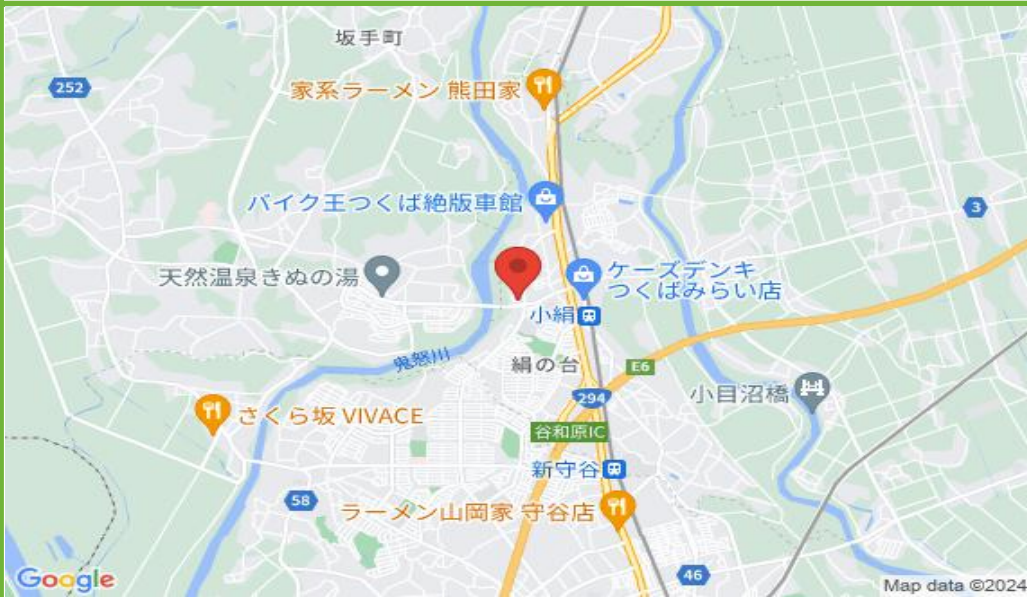 坂手町
252
家系ラーメン 熊田家
バイク王つくば絶版車館
3
天然温泉きぬの湯
ケーズデンキ
つくばみらい店
小絹
鬼怒川
絹の台
E6
小目沼橋
294
さくら坂 VIVACE
谷和原IC
新守谷
58
ラーメン山岡家 守谷店
46
Google
Map data ©2024